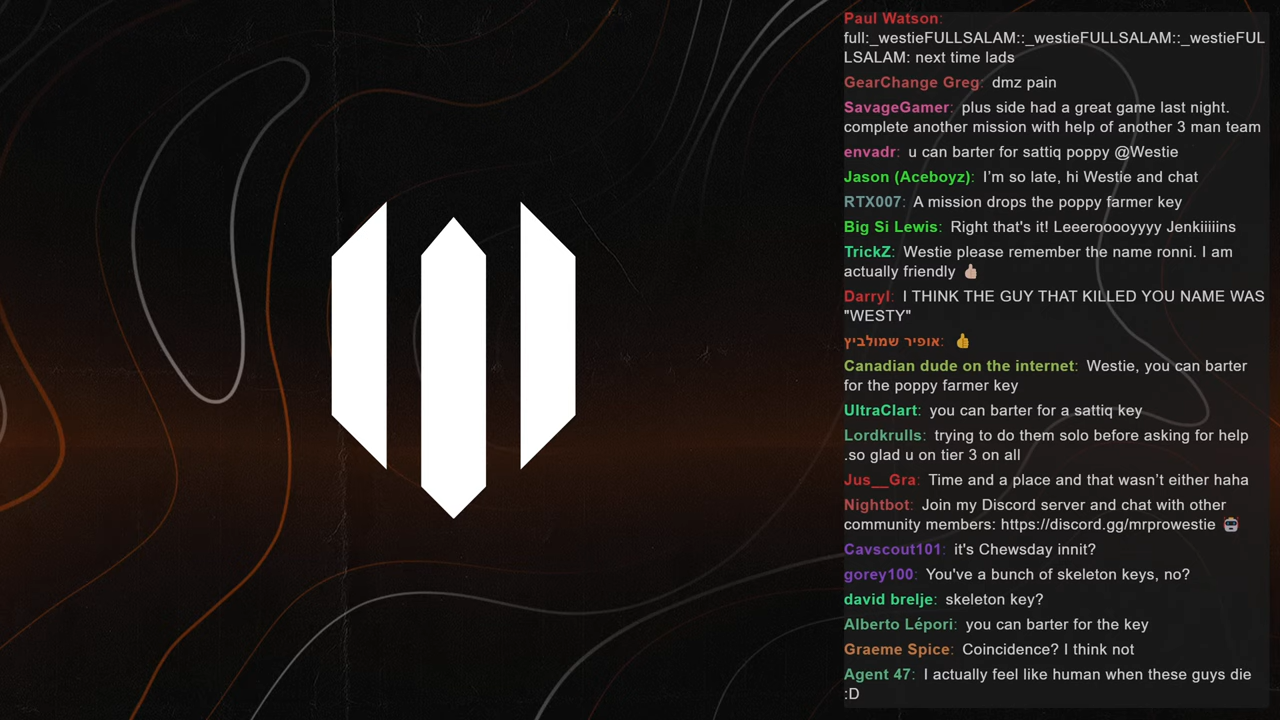 Paul Watson:
full:_westieFULLSALAM::_westieFULLSALAM::_westieFUL
LSALAM: next time lads
GearChange Greg: dmz pain
SavageGamer: plus side had a great game last night.
complete another mission with help of another 3 man team
envadr: u can barter for sattiq poppy @Westie
Jason (Aceboyz): I’m so late, hi Westie and chat
RTX007: A mission drops the poppy farmer key
Big Si Lewis: Right that's it! Leeerooooyyyy Jenkiiiiins
TrickZ: Westie please remember the name ronni. I am
actually friendly 👍🏼
Darryl: I THINK THE GUY THAT KILLED YOU NAME WAS
"WESTY"
אופיר שמולביץ: 👍
Canadian dude on the internet: Westie, you can barter
for the poppy farmer key
UltraClart: you can barter for a sattiq key
Lordkrulls: trying to do them solo before asking for help
.so glad u on tier 3 on all
Jus__Gra: Time and a place and that wasn’t either haha
Nightbot: Join my Discord server and chat with other
community members: https://discord.gg/mrprowestie 🤖
Cavscout101: it's Chewsday innit?
gorey100: You've a bunch of skeleton keys, no?
david brelje: skeleton key?
Alberto Lépori: you can barter for the key
Graeme Spice: Coincidence? I think not
Agent 47: I actually feel like human when these guys die
:D